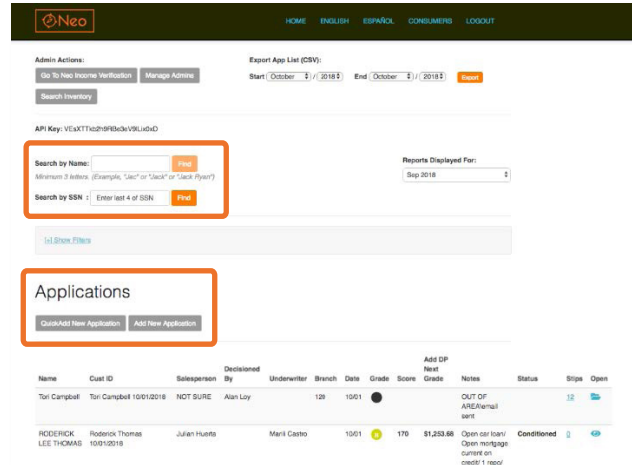 Neo
HOME ENGLISH ESPAÑOL CONSUMERS LOGOUT
Admin Actions:
Go To Neo Income Verification Manage Admins
Search Inventory
Export App List (CSV):
Start October / 2018 End October / 2018 Export
API Key:
Search by Name: Find
Minimum 3 letters. (Example, "Jac" or "Jack" or "Jack Ryan")
Search by SSN : Enter last 4 of SSN Find
Reports Displayed For:
Sep 2018
[+] Show Filters
Applications
QuickAdd New Application Add New Application
Name Cust ID Salesperson Decisioned By Underwriter Branch Date Grade Score Add DP Next Grade Notes Status Stips Open
Tori Campbell Tori Campbell 10/01/2018 NOT SURE Alan Loy 129 10/01 OUT OF AREA/email sent 12
RODERICK LEE THOMAS Roderick Thomas 10/01/2018 Julian Huerta Marili Castro 10/01 170 $1,253.68 Open car loan/ Open mortgage current on credit/ 1 repo/ Conditioned 0